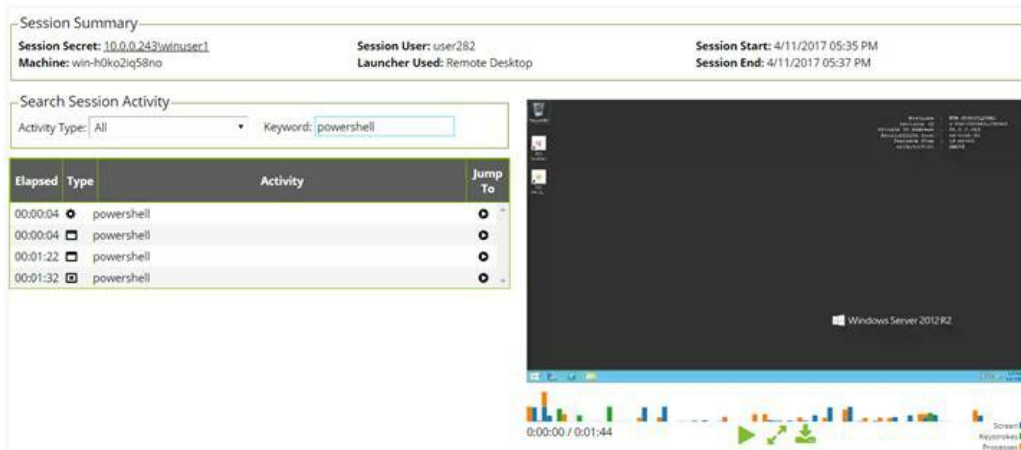 Session Summary
Session Secret: 10.0.0.243\winuser1
Session User: user282
Session Start: 4/11/2017 05:35 PM
Machine: win-h0ko2iq58no
Launcher Used: Remote Desktop
Session End: 4/11/2017 05:37 PM
Search Session Activity
Activity Type: All
Keyword: powershell
Elapsed Type Activity Jump To
00:00:04 powershell
00:00:04 powershell
00:01:22 powershell
00:01:32 powershell
Windows Server 2012 R2
0:00:00 / 0:01:44
Screen
Keystrokes
Processes